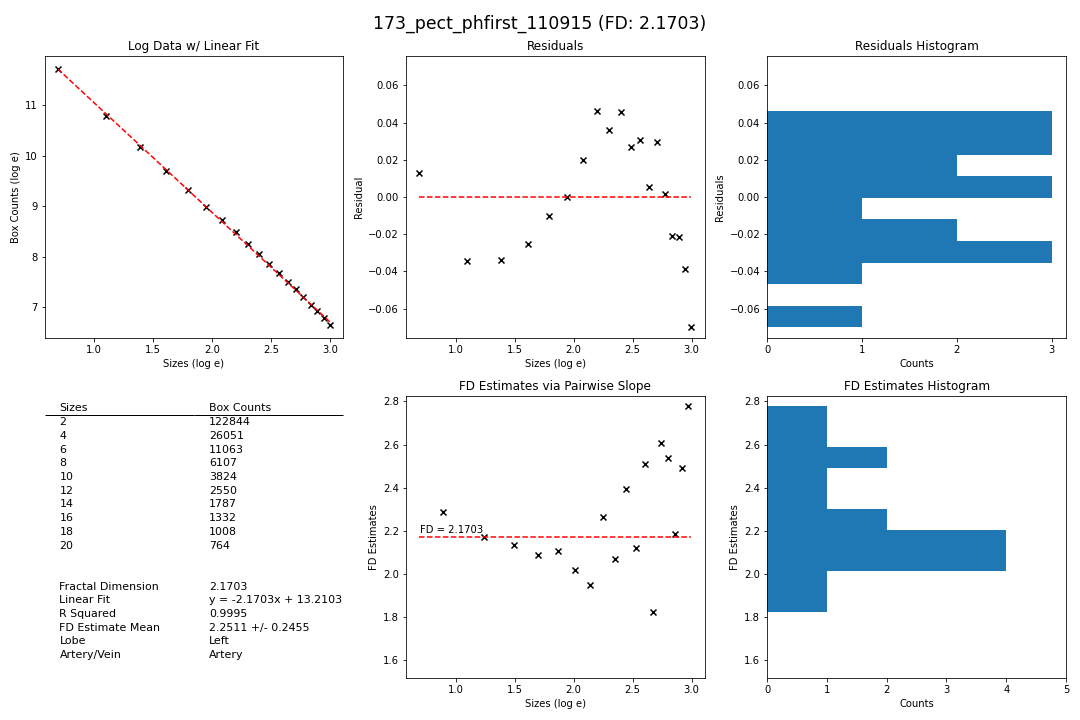 173_pect_phfirst_110915 (FD: 2.1703)
Log Data w/ Linear Fit
Box Counts (log e)
11
10
9
8
7
1.0 1.5 2.0 2.5 3.0
Sizes (log e)
Residuals
Residual
0.06
0.04
0.02
0.00
−0.02
−0.04
−0.06
1.0 1.5 2.0 2.5 3.0
Sizes (log e)
Residuals Histogram
Residuals
0.06
0.04
0.02
0.00
−0.02
−0.04
−0.06
0 1 2 3
Counts
Sizes Box Counts
2 122844
4 26051
6 11063
8 6107
10 3824
12 2550
14 1787
16 1332
18 1008
20 764
Fractal Dimension 2.1703
Linear Fit y = -2.1703x + 13.2103
R Squared 0.9995
FD Estimate Mean 2.2511 +/- 0.2455
Lobe Left
Artery/Vein Artery
FD Estimates via Pairwise Slope
FD Estimates
2.8
2.6
2.4
2.2
2.0
1.8
1.6
FD = 2.1703
1.0 1.5 2.0 2.5 3.0
Sizes (log e)
FD Estimates Histogram
FD Estimates
2.8
2.6
2.4
2.2
2.0
1.8
1.6
0 1 2 3 4 5
Counts